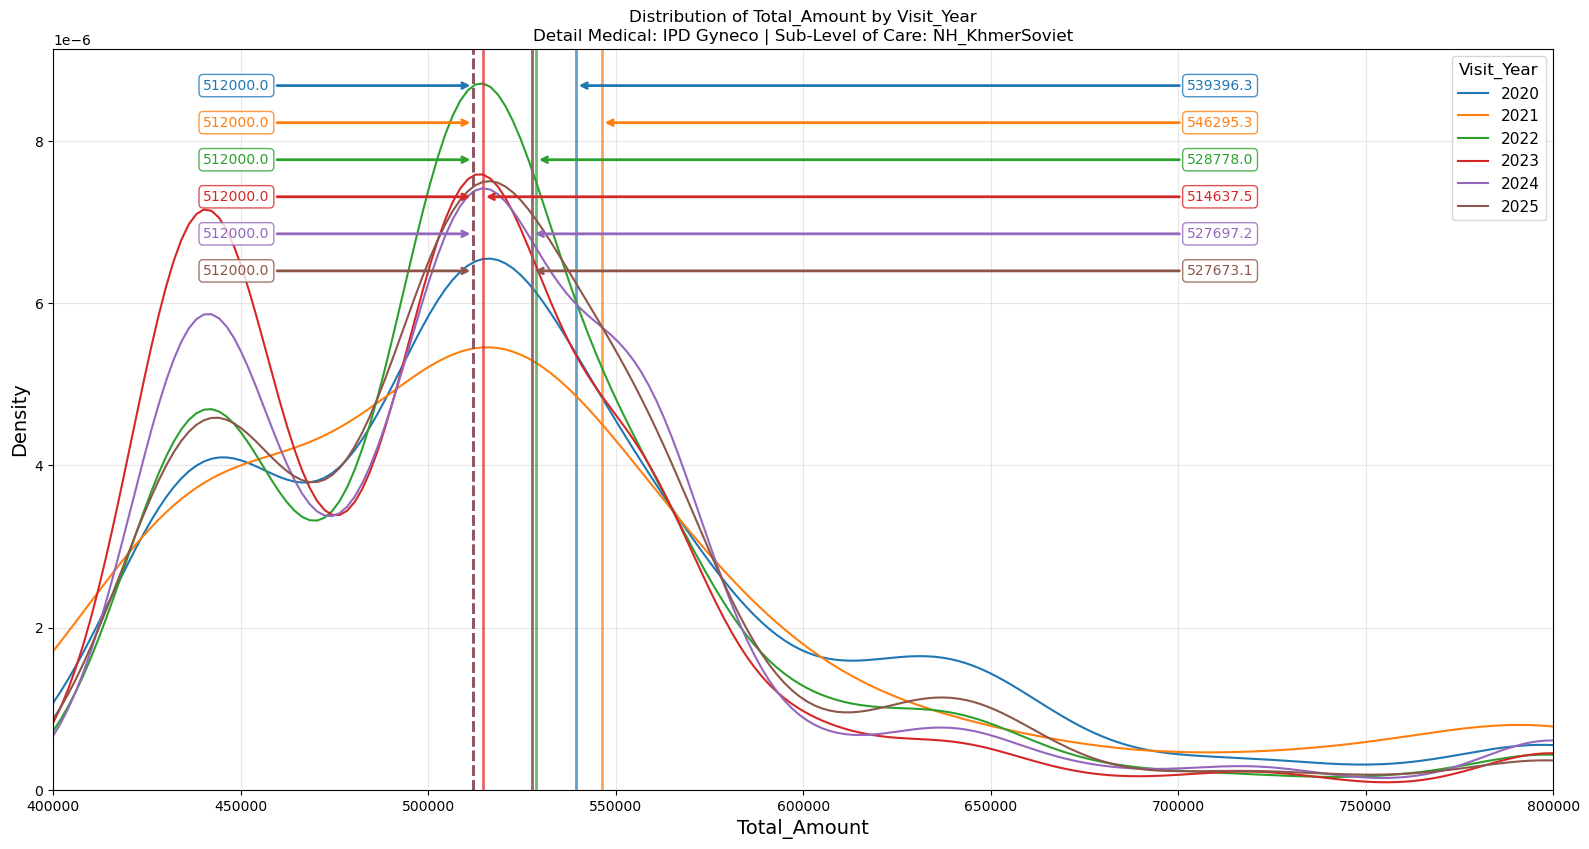 Distribution of Total_Amount by Visit_Year
Detail Medical: IPD Gyneco | Sub-Level of Care: NH_KhmerSoviet
1e−6
Visit_Year
2020
2021
2022
2023
2024
2025
512000.0 539396.3
512000.0 546295.3
512000.0 528778.0
512000.0 514637.5
512000.0 527697.2
512000.0 527673.1
Density
8
6
4
2
0
400000 450000 500000 550000 600000 650000 700000 750000 800000
Total_Amount